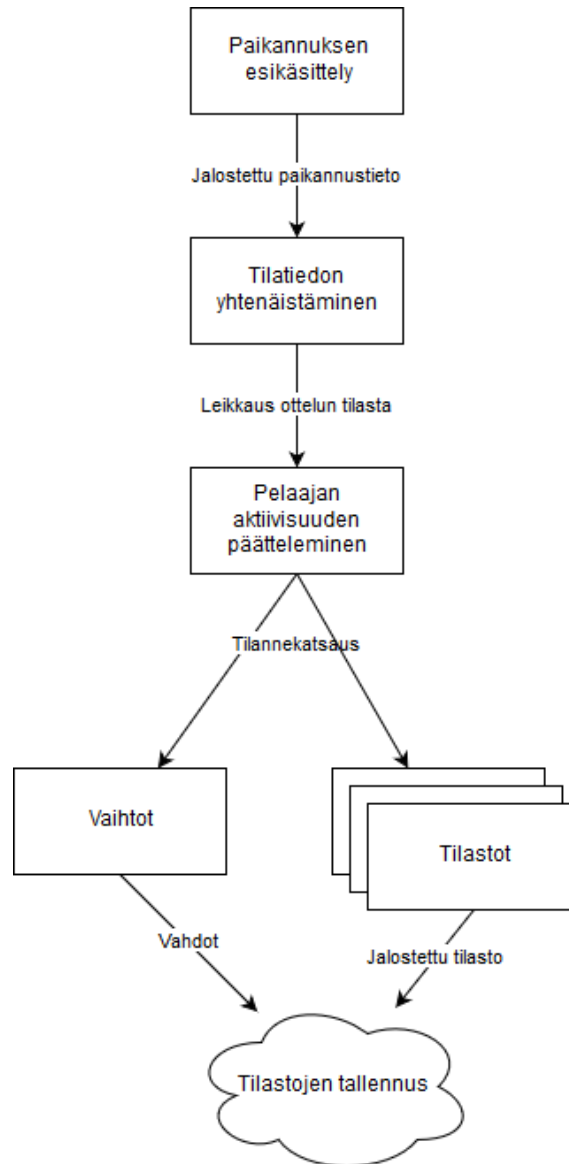 Paikannuksen
esikäsittely
Jalostettu paikannustieto
Tilatiedon
yhtenäistäminen
Leikkaus ottelun tilasta
Pelaajan
aktiivisuuden
päätteleminen
Tilannekatsaus
Vaihtot
Tilastot
Vahdot
Jalostettu tilasto
Tilastojen tallennus